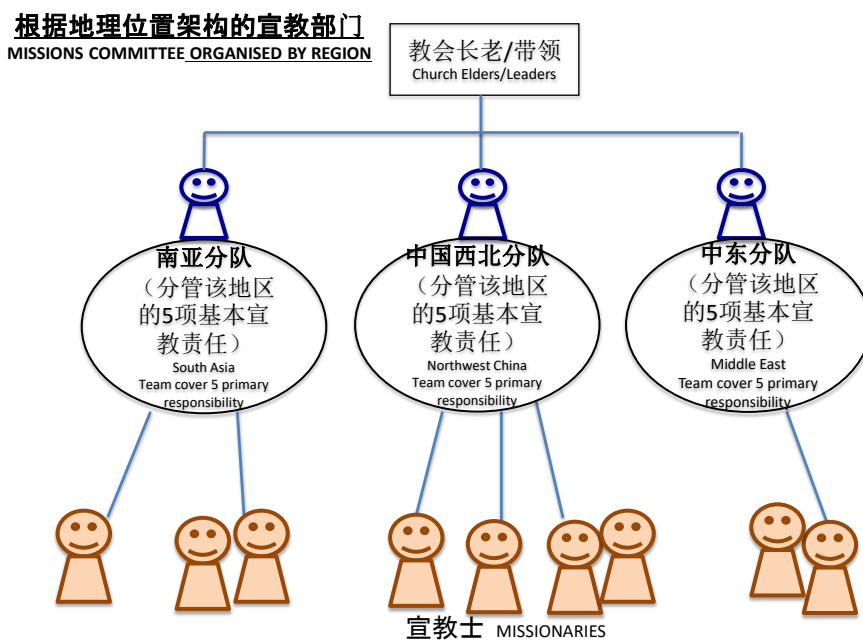 根据地理位置架构的宣教部门
MISSIONS COMMITTEE ORGANISED BY REGION
教会长老/带领
Church Elders/Leaders
南亚分队
（分管该地区
的5项基本宣
教责任）
South Asia
Team cover 5 primary
responsibility
中国西北分队
（分管该地区
的5项基本宣
教责任）
Northwest China
Team cover 5 primary
responsibility
中东分队
（分管该地区
的5项基本宣
教责任）
Middle East
Team cover 5 primary
responsibility
宣教士 MISSIONARIES